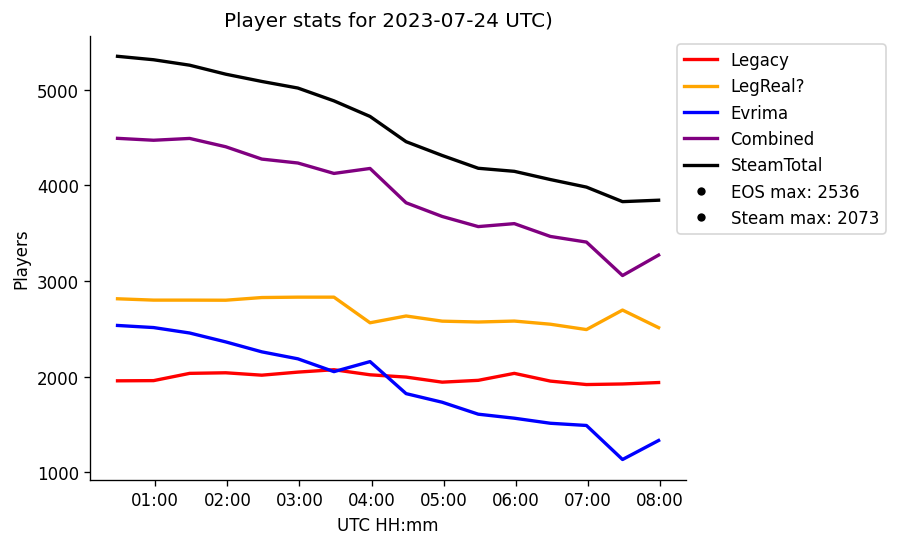 Player stats for 2023-07-24 UTC)
Legacy
LegReal?
Evrima
Combined
SteamTotal
EOS max: 2536
Steam max: 2073
Players
5000
4000
3000
2000
1000
01:00 02:00 03:00 04:00 05:00 06:00 07:00 08:00
UTC HH:mm